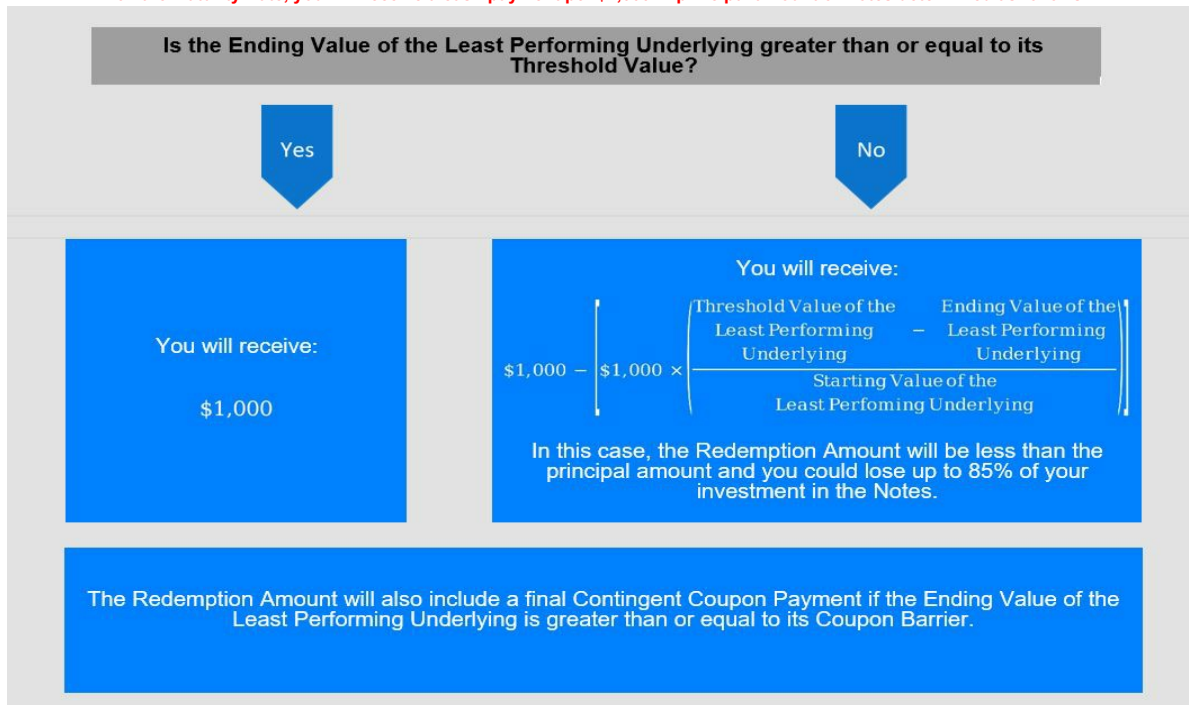 Is the Ending Value of the Least Performing Underlying greater than or equal to its
Threshold Value?
Yes
No
You will receive:
$1,000
You will receive:
$1,000 − [$1,000 × (
Threshold Value of the
Least Performing
Underlying
−
Ending Value of the
Least Performing
Underlying
Starting Value of the
Least Perfoming Underlying
)]
In this case, the Redemption Amount will be less than the
principal amount and you could lose up to 85% of your
investment in the Notes.
The Redemption Amount will also include a final Contingent Coupon Payment if the Ending Value of the
Least Performing Underlying is greater than or equal to its Coupon Barrier.